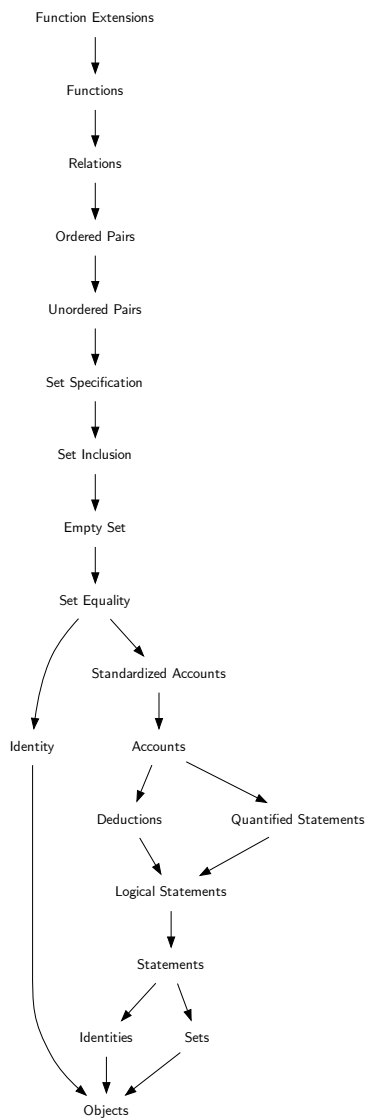 Function Extensions
Functions
Relations
Ordered Pairs
Unordered Pairs
Set Specification
Set Inclusion
Empty Set
Set Equality
Standardized Accounts
Identity
Accounts
Deductions
Quantified Statements
Logical Statements
Statements
Identities
Sets
Objects